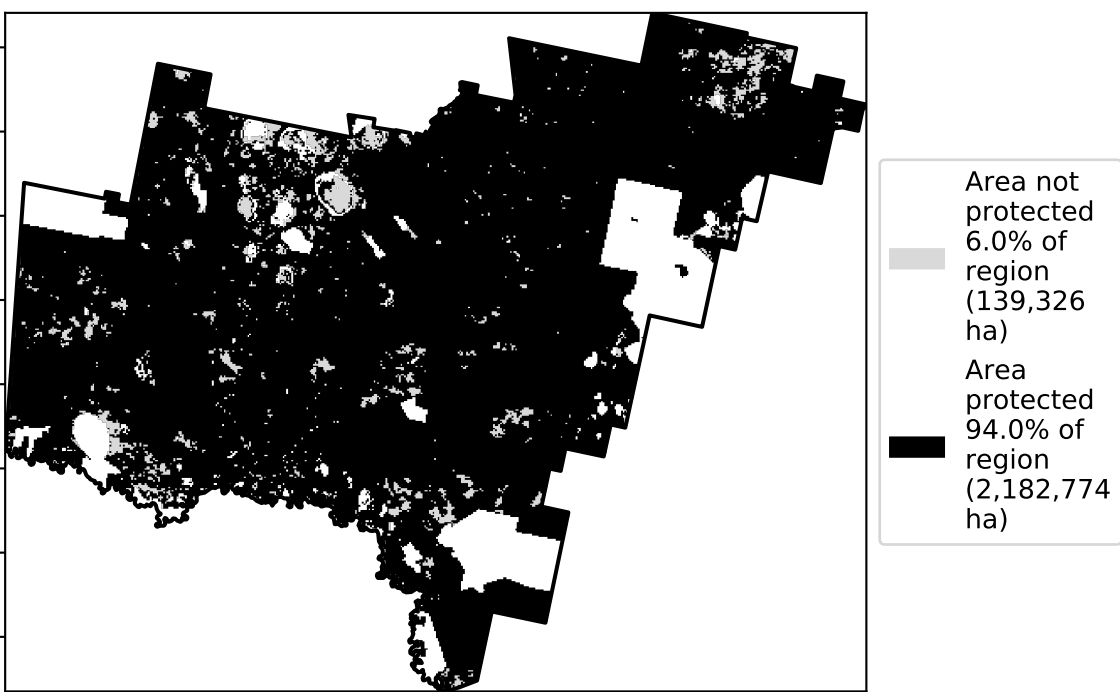 Area not
protected
6.0% of
region
(139,326
ha)
Area
protected
94.0% of
region
(2,182,774
ha)